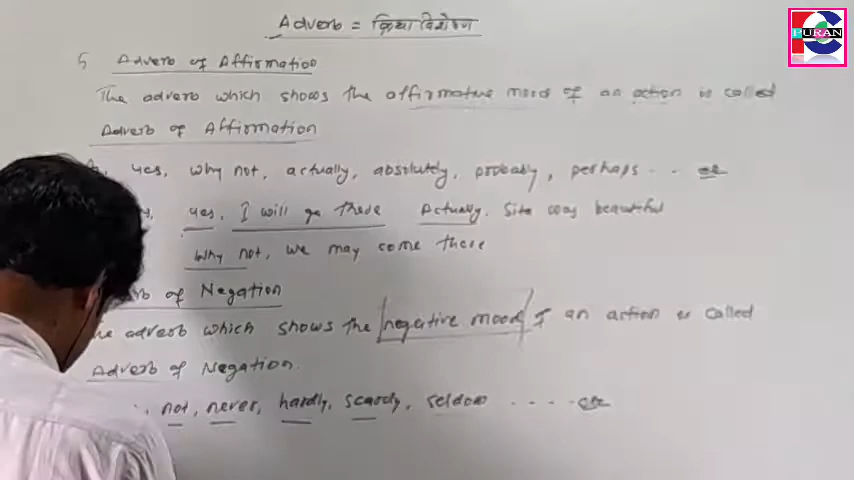 Adverb = क्रिया विशेषण
PURAN
5 Adverb of Affirmation
The adverb which shows the affirmative mood of an action is called
Adverb of Affirmation
yes, why not, actually, absolutely, probably, perhaps . .
yes, I will go there Actually. Sita was beautiful
Why not, we may come there
of Negation
The adverb which shows the negative mood of an action is called
Adverb of Negation.
not, never, hardly, scarcely, seldom . . . .